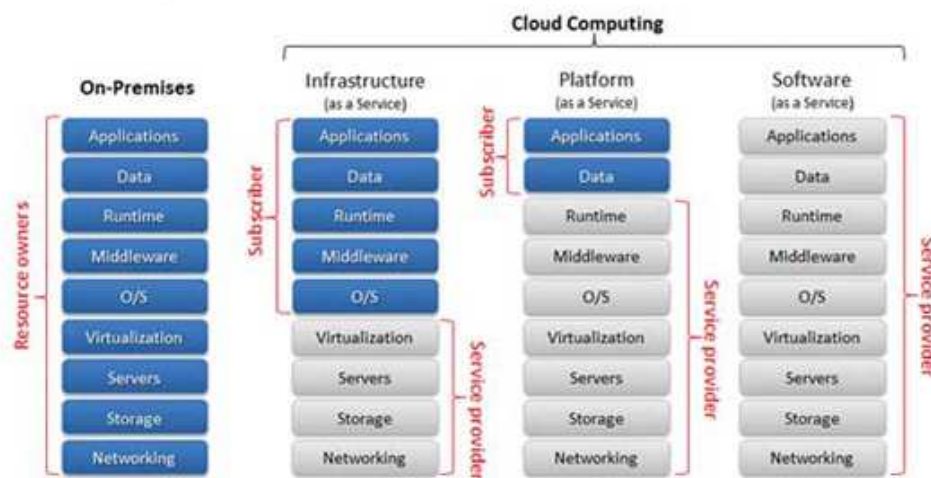 Cloud Computing
On-Premises
Resource owners
Applications
Data
Runtime
Middleware
O/S
Virtualization
Servers
Storage
Networking
Infrastructure
(as a Service)
Subscriber
Applications
Data
Runtime
Middleware
O/S
Virtualization
Servers
Storage
Networking
Service provider
Platform
(as a Service)
Subscriber
Applications
Data
Runtime
Middleware
O/S
Virtualization
Servers
Storage
Networking
Service provider
Software
(as a Service)
Applications
Data
Runtime
Middleware
O/S
Virtualization
Servers
Storage
Networking
Service provider